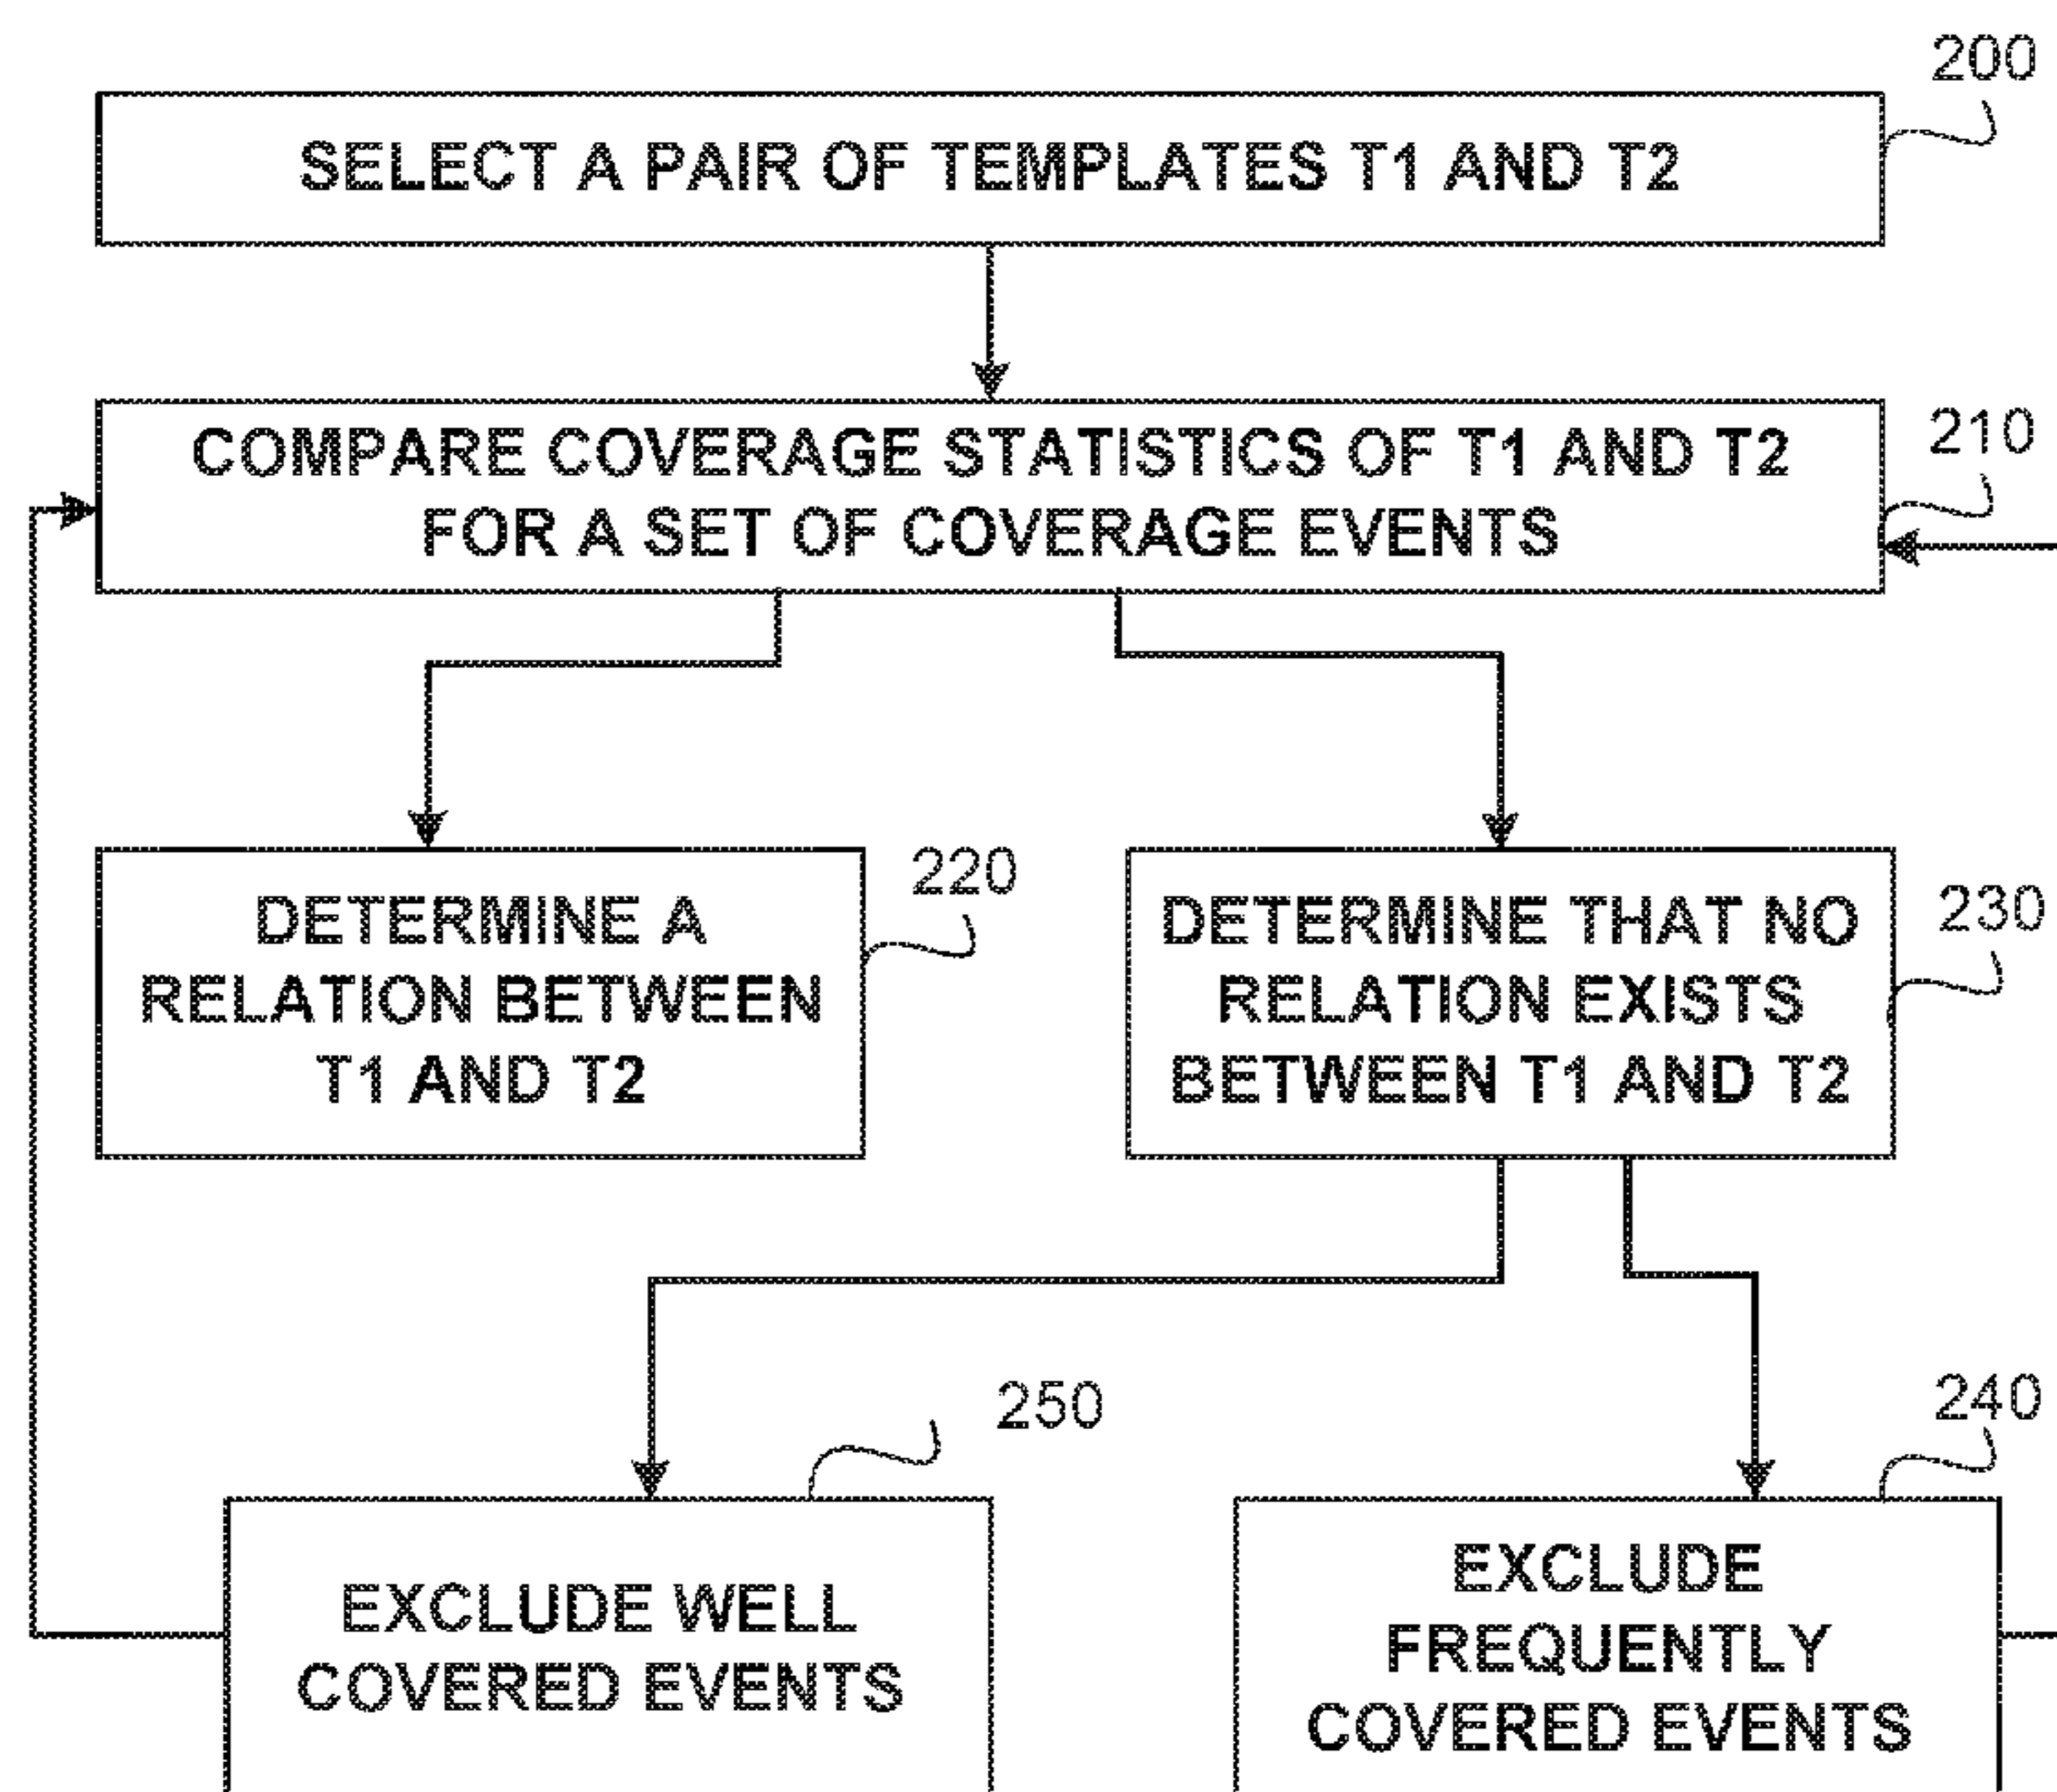 200
SELECT A PAIR OF TEMPLATES T1 AND T2
210
COMPARE COVERAGE STATISTICS OF T1 AND T2
FOR A SET OF COVERAGE EVENTS
220
DETERMINE A
RELATION BETWEEN
T1 AND T2
230
DETERMINE THAT NO
RELATION EXISTS
BETWEEN T1 AND T2
250
EXCLUDE WELL
COVERED EVENTS
240
EXCLUDE
FREQUENTLY
COVERED EVENTS